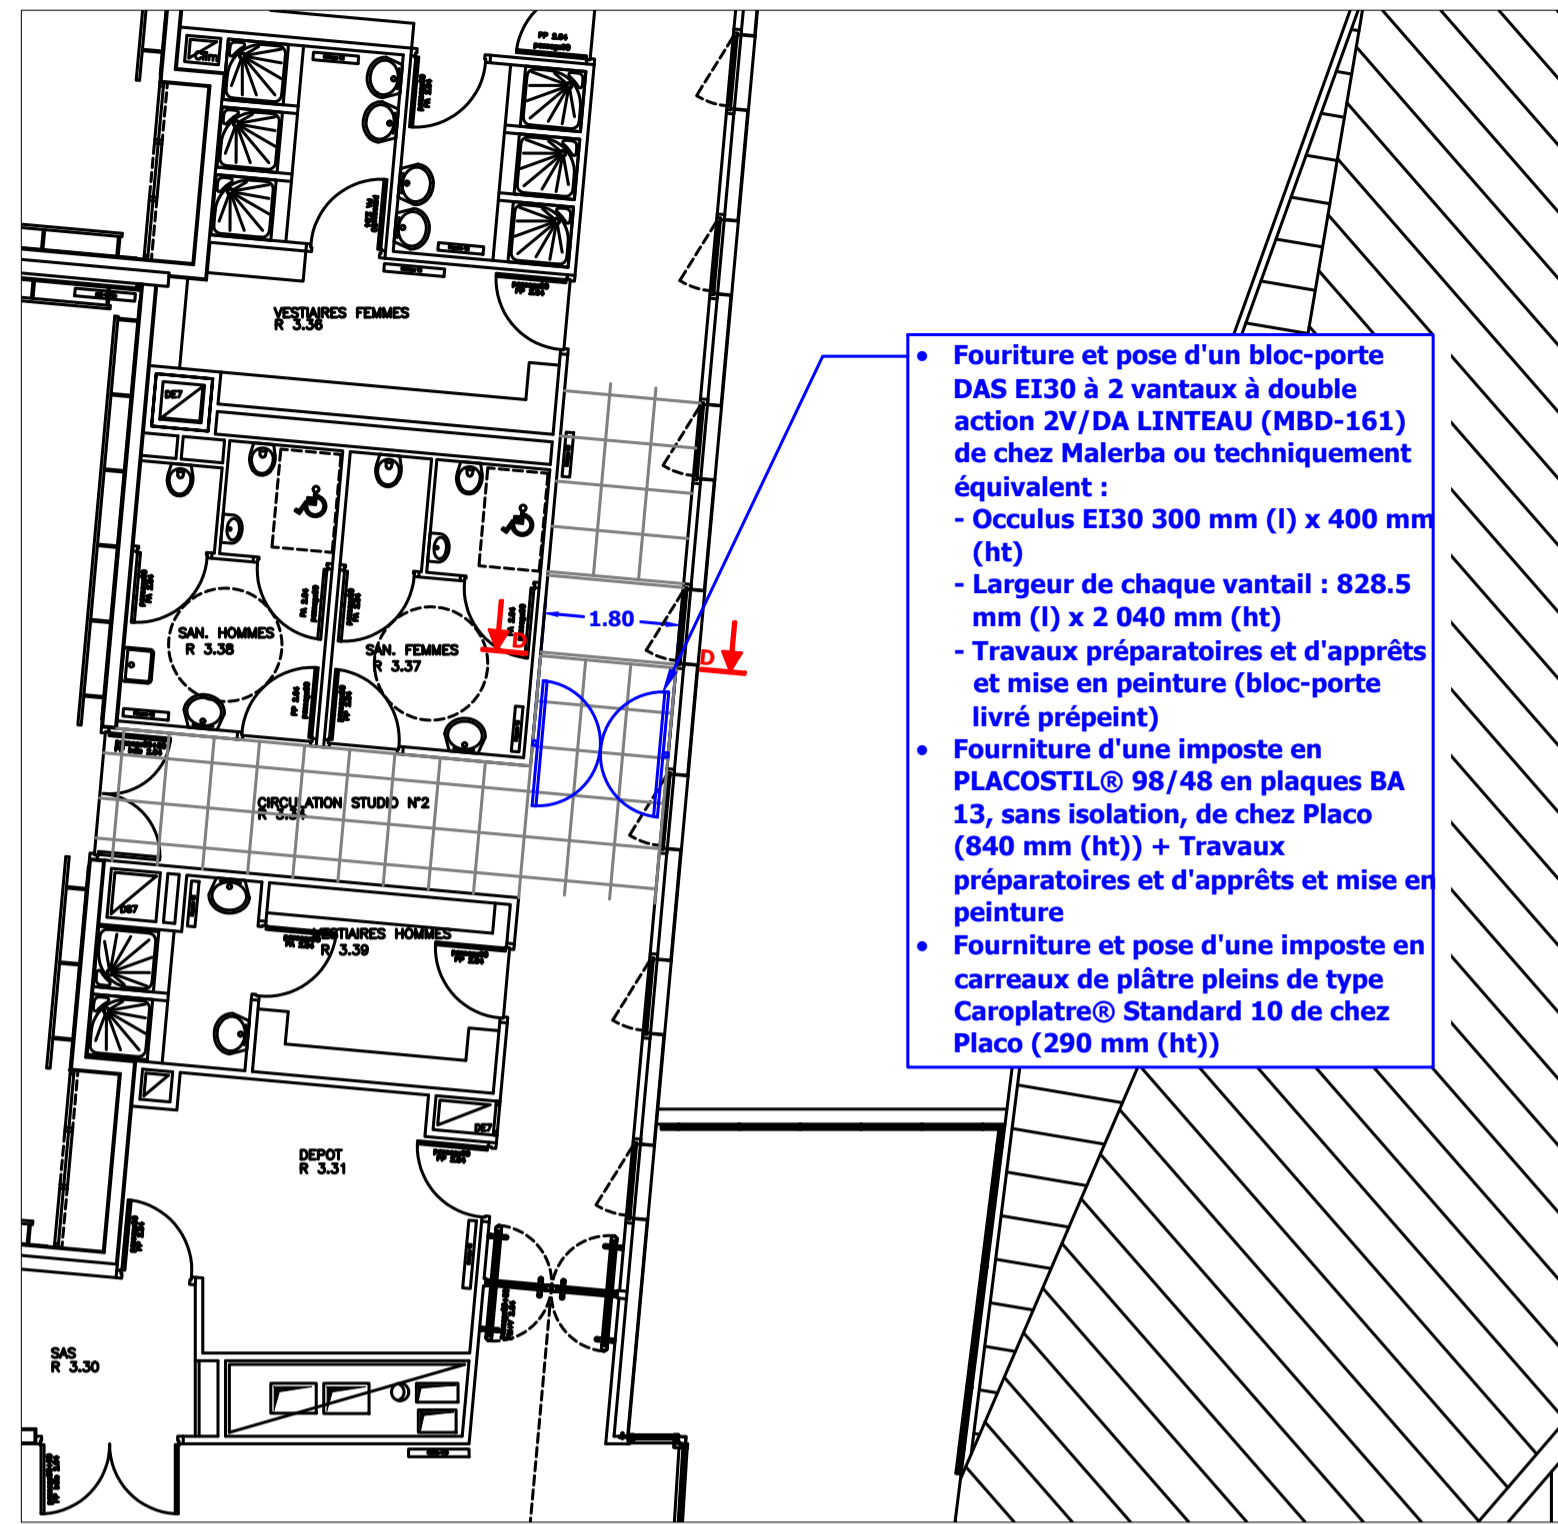 Clim
VESTIAIRES FEMMES
R 3.36
DE7
SAN. HOMMES
R 3.38
SAN. FEMMES
R 3.37
D
1.80
D
CIRCULATION STUDIO N°2
R 3.34
DS7
VESTIAIRES HOMMES
R 3.39
DE7
DEPOT
R 3.31
SAS
R 3.30
• Fouriture et pose d'un bloc-porte
DAS EI30 à 2 vantaux à double
action 2V/DA LINTEAU (MBD-161)
de chez Malerba ou techniquement
équivalent :
- Occulus EI30 300 mm (l) x 400 mm
(ht)
- Largeur de chaque vantail : 828.5
mm (l) x 2 040 mm (ht)
- Travaux préparatoires et d'apprêts
et mise en peinture (bloc-porte
livré prépeint)
• Fourniture d'une imposte en
PLACOSTIL® 98/48 en plaques BA
13, sans isolation, de chez Placo
(840 mm (ht)) + Travaux
préparatoires et d'apprêts et mise en
peinture
• Fourniture et pose d'une imposte en
carreaux de plâtre pleins de type
Caroplatre® Standard 10 de chez
Placo (290 mm (ht))